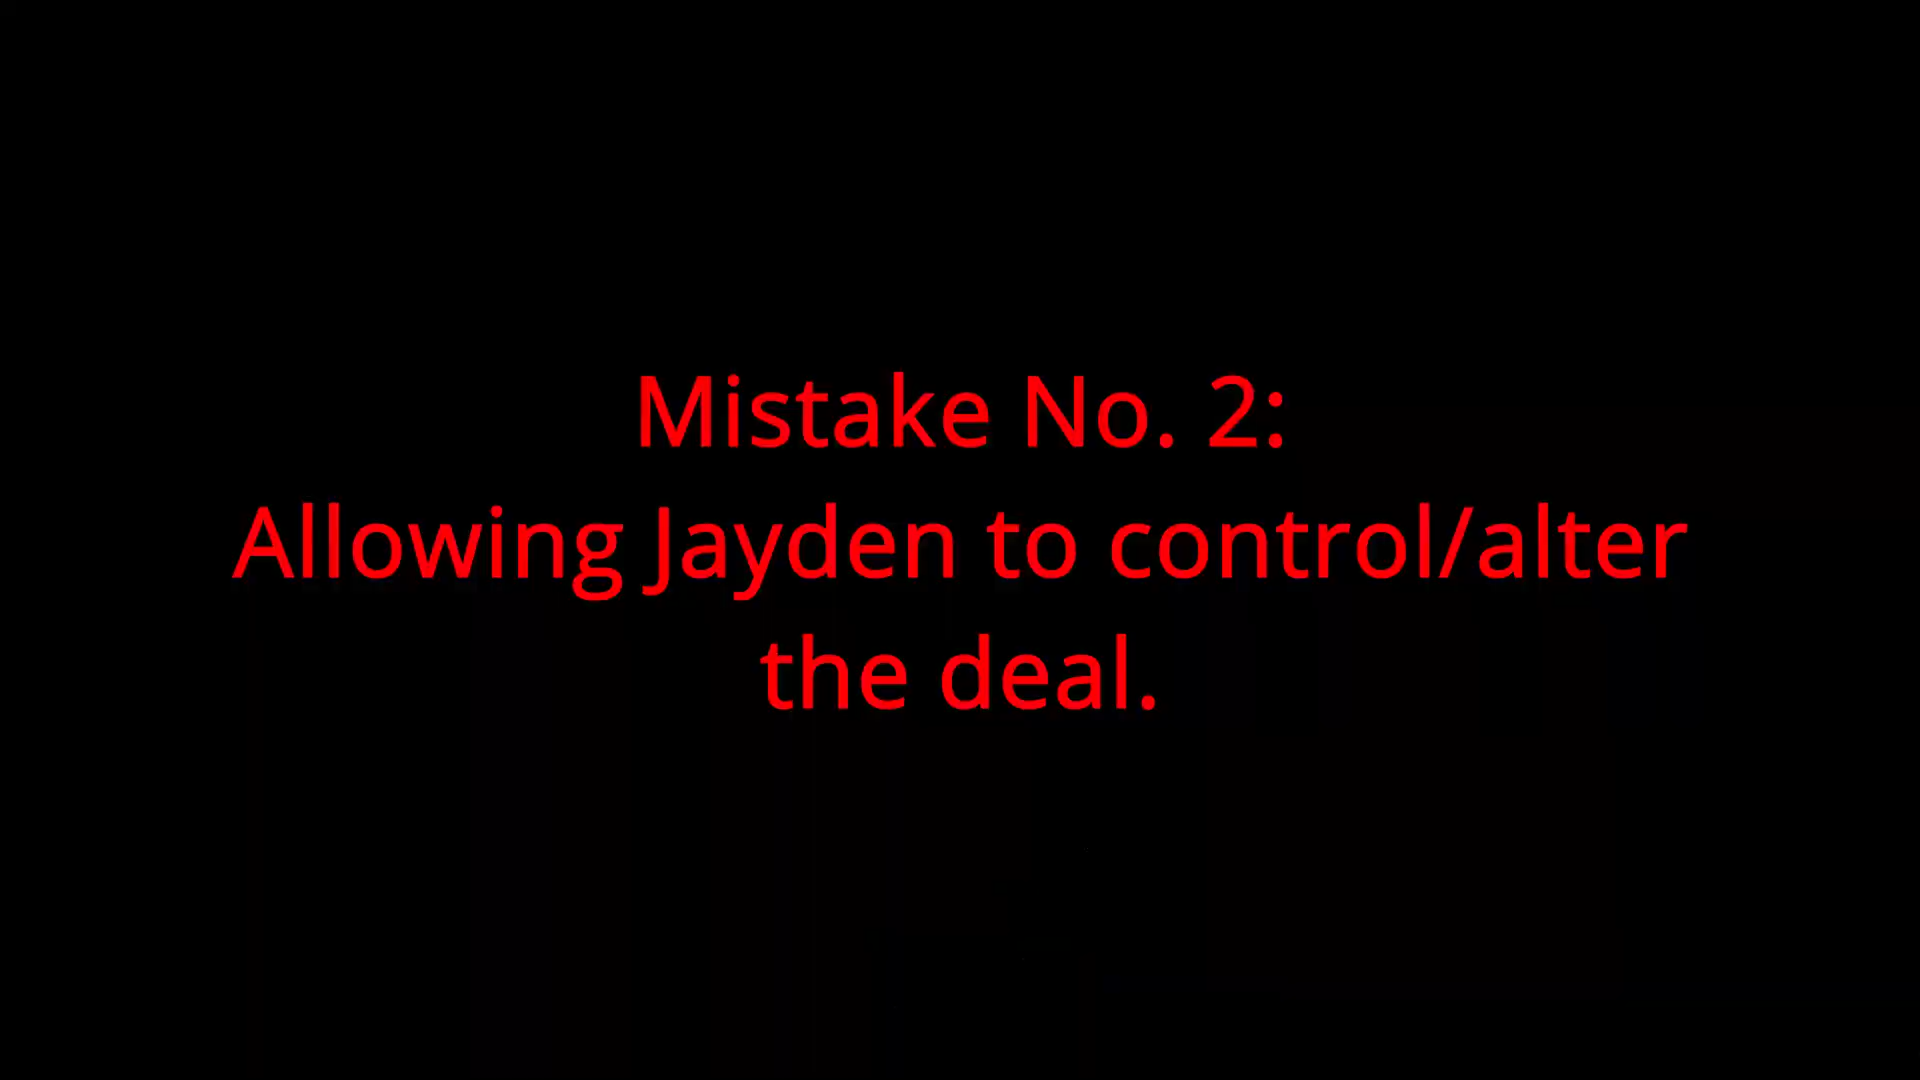 Mistake No. 2:
Allowing Jayden to control/alter
the deal.